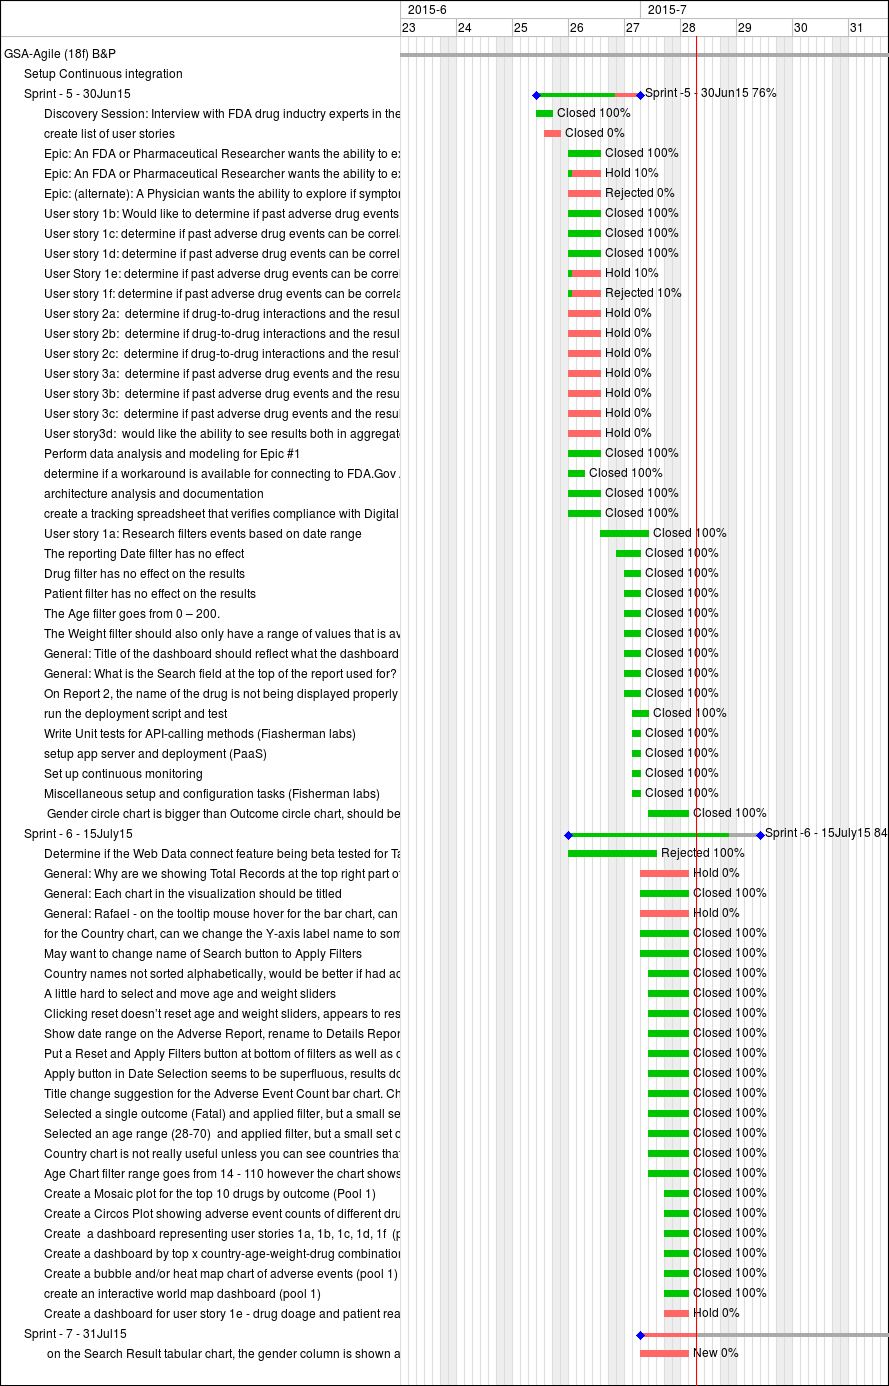 2015-6 2015-7
23 24 25 26 27 28 29 30 31
GSA-Agile (18f) B&P
Setup Continuous integration
Sprint - 5 - 30Jun15 Sprint -5 - 30Jun15 76%
Discovery Session: Interview with FDA drug industry experts in the Closed 100%
create list of user stories Closed 0%
Epic: An FDA or Pharmaceutical Researcher wants the ability to ex Closed 100%
Epic: An FDA or Pharmaceutical Researcher wants the ability to ex Hold 10%
Epic: (alternate): A Physician wants the ability to explore if sympto Rejected 0%
User story 1b: Would like to determine if past adverse drug events Closed 100%
User story 1c: determine if past adverse drug events can be correl Closed 100%
User story 1d: determine if past adverse drug events can be correl Closed 100%
User Story 1e: determine if past adverse drug events can be corre Hold 10%
User story 1f: determine if past adverse drug events can be correla Rejected 10%
User story 2a:  determine if drug-to-drug interactions and the resul Hold 0%
User story 2b:  determine if drug-to-drug interactions and the resul Hold 0%
User story 2c:  determine if drug-to-drug interactions and the result Hold 0%
User story 3a:  determine if past adverse drug events and the resu Hold 0%
User story 3b:  determine if past adverse drug events and the resu Hold 0%
User story 3c:  determine if past adverse drug events and the resu Hold 0%
User story3d:  would like the ability to see results both in aggregat Hold 0%
Perform data analysis and modeling for Epic #1 Closed 100%
determine if a workaround is available for connecting to FDA.Gov Closed 100%
architecture analysis and documentation Closed 100%
create a tracking spreadsheet that verifies compliance with Digital Closed 100%
User story 1a: Research filters events based on date range Closed 100%
The reporting Date filter has no effect Closed 100%
Drug filter has no effect on the results Closed 100%
Patient filter has no effect on the results Closed 100%
The Age filter goes from 0 – 200. Closed 100%
The Weight filter should also only have a range of values that is av Closed 100%
General: Title of the dashboard should reflect what the dashboard Closed 100%
General: What is the Search field at the top of the report used for? Closed 100%
On Report 2, the name of the drug is not being displayed properly Closed 100%
run the deployment script and test Closed 100%
Write Unit tests for API-calling methods (Fiasherman labs) Closed 100%
setup app server and deployment (PaaS) Closed 100%
Set up continuous monitoring Closed 100%
Miscellaneous setup and configuration tasks (Fisherman labs) Closed 100%
Gender circle chart is bigger than Outcome circle chart, should be Closed 100%
Sprint - 6 - 15July15 Sprint -6 - 15July15 84
Determine if the Web Data connect feature being beta tested for Ta Rejected 100%
General: Why are we showing Total Records at the top right part of Hold 0%
General: Each chart in the visualization should be titled Closed 100%
General: Rafael - on the tooltip mouse hover for the bar chart, can Hold 0%
for the Country chart, can we change the Y-axis label name to som Closed 100%
May want to change name of Search button to Apply Filters Closed 100%
Country names not sorted alphabetically, would be better if had ac Closed 100%
A little hard to select and move age and weight sliders Closed 100%
Clicking reset doesn't reset age and weight sliders, appears to res Closed 100%
Show date range on the Adverse Report, rename to Details Repor Closed 100%
Put a Reset and Apply Filters button at bottom of filters as well as Closed 100%
Apply button in Date Selection seems to be superfluous, results do Closed 100%
Title change suggestion for the Adverse Event Count bar chart. Ch Closed 100%
Selected a single outcome (Fatal) and applied filter, but a small se Closed 100%
Selected an age range (28-70)  and applied filter, but a small set Closed 100%
Country chart is not really useful unless you can see countries tha Closed 100%
Age Chart filter range goes from 14 - 110 however the chart shows Closed 100%
Create a Mosaic plot for the top 10 drugs by outcome (Pool 1) Closed 100%
Create a Circos Plot showing adverse event counts of different dru Closed 100%
Create  a dashboard representing user stories 1a, 1b, 1c, 1d, 1f  (p Closed 100%
Create a dashboard by top x country-age-weight-drug combination Closed 100%
Create a bubble and/or heat map chart of adverse events (pool 1) Closed 100%
create an interactive world map dashboard (pool 1) Closed 100%
Create a dashboard for user story 1e - drug doage and patient rea Hold 0%
Sprint - 7 - 31Jul15
on the Search Result tabular chart, the gender column is shown a New 0%